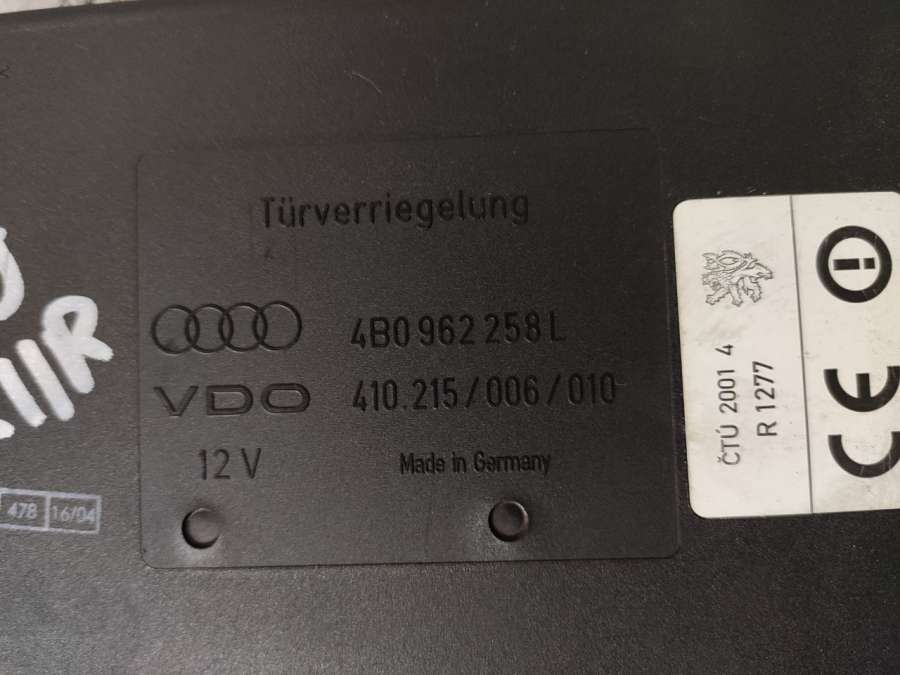 Türverriegelung
4B0 962 258 L
VDO 410.215/006/010
12 V Made in Germany
478 16/04
ČTÚ 2001 4
R 1277
CE